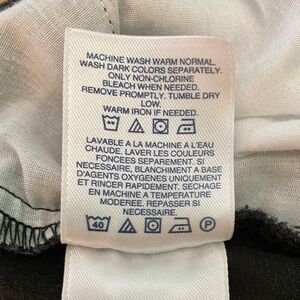 MACHINE WASH WARM NORMAL.
WASH DARK COLORS SEPARATELY.
ONLY NON-CHLORINE
BLEACH WHEN NEEDED.
REMOVE PROMPTLY. TUMBLE DRY
LOW.
WARM IRON IF NEEDED.
LAVABLE A LA MACHINE A L'EAU
CHAUDE. LAVER LES COULEURS
FONCEES SEPAREMENT. SI
NECESSAIRE, BLANCHIMENT A BASE
D'AGENTS OXYGENES UNIQUEMENT
ET RINCER RAPIDEMENT. SECHAGE
EN MACHINE A TEMPERATURE
MODEREE. REPASSER SI
NECESSAIRE.
40 P